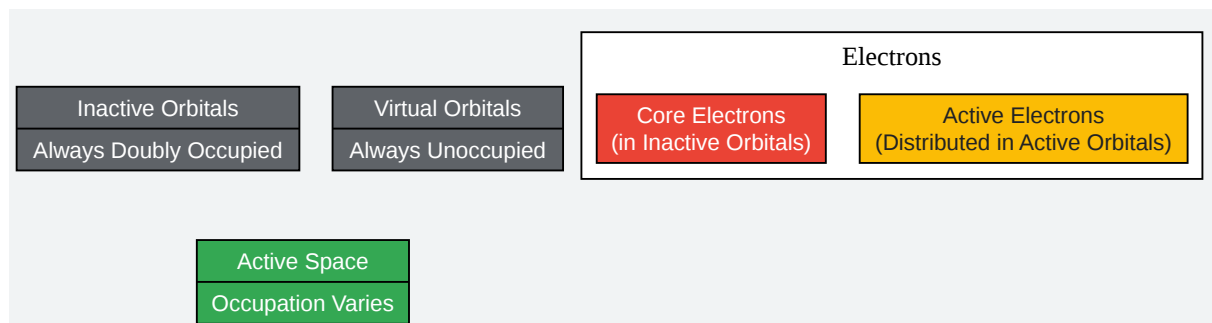 Electrons
Inactive Orbitals
Always Doubly Occupied
Virtual Orbitals
Always Unoccupied
Core Electrons
(in Inactive Orbitals)
Active Electrons
(Distributed in Active Orbitals)
Active Space
Occupation Varies